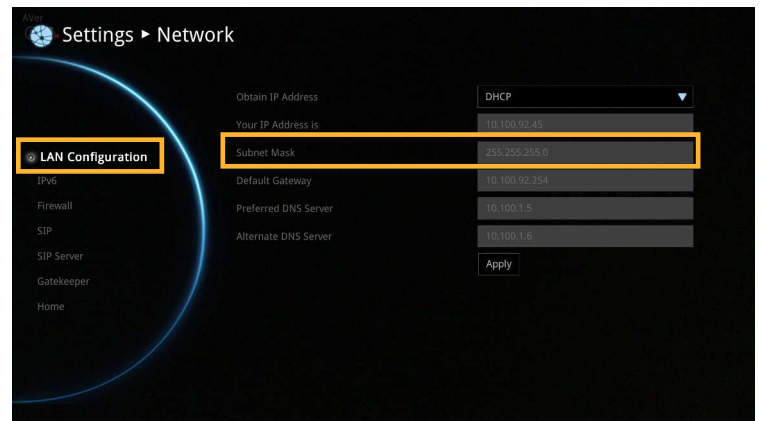 AVer
Settings ▸ Network
Obtain IP Address DHCP
Your IP Address is 10.100.92.45
LAN Configuration
Subnet Mask 255.255.255.0
IPv6
Default Gateway 10.100.92.254
Firewall
Preferred DNS Server 10.100.1.5
SIP
Alternate DNS Server 10.100.1.6
SIP Server
Apply
Gatekeeper
Home